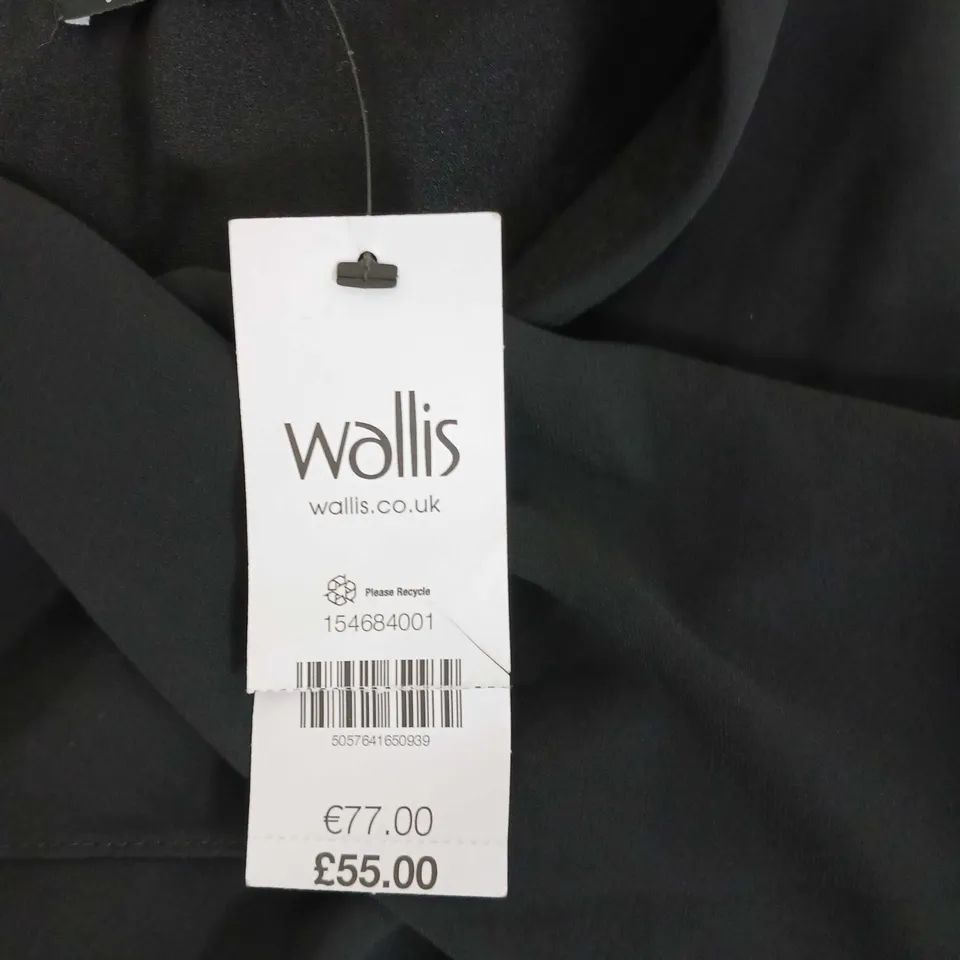 wallis
wallis.co.uk
Please Recycle
154684001
5057641650939
€77.00
£55.00